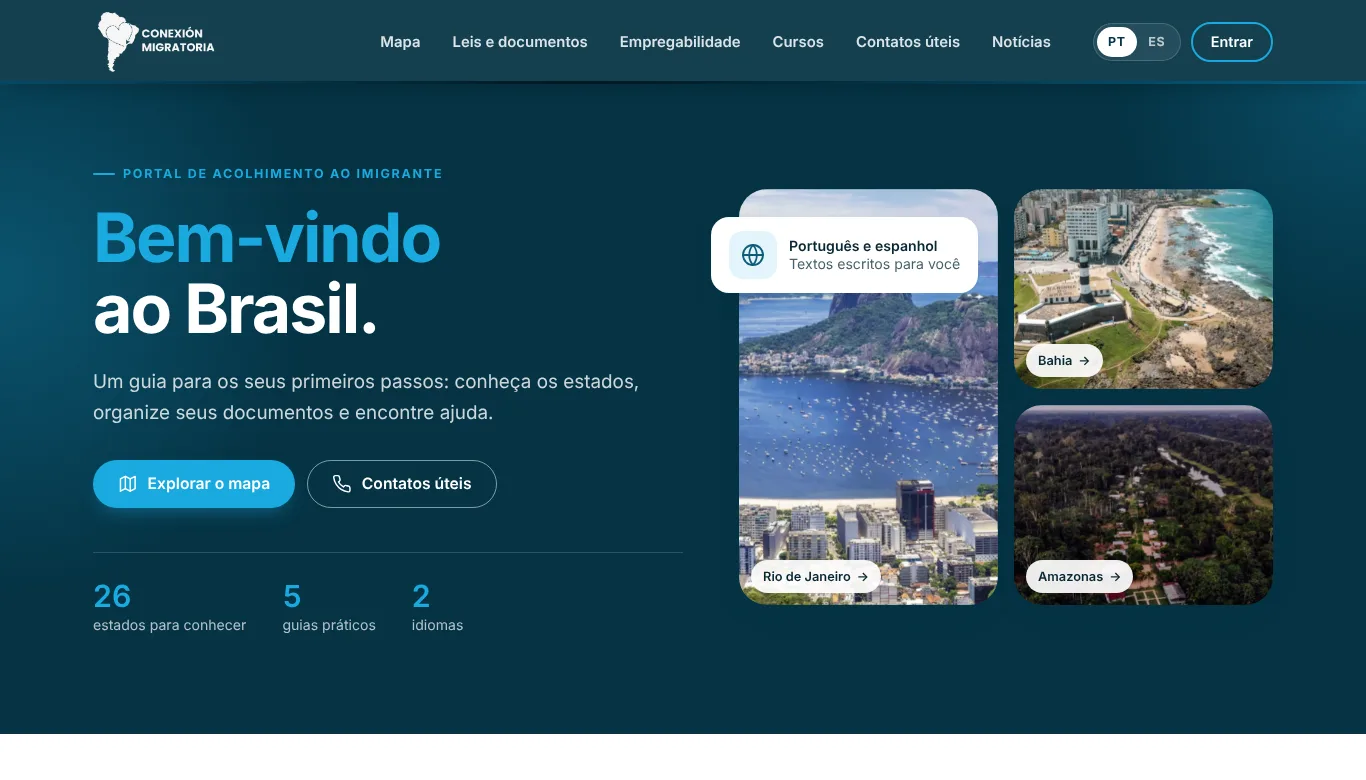 CONEXIÓN
MIGRATORIA
Mapa
Leis e documentos
Empregabilidade
Cursos
Contatos úteis
Notícias
PT
ES
Entrar
PORTAL DE ACOLHIMENTO AO IMIGRANTE
Bem-vindo
ao Brasil.
Um guia para os seus primeiros passos: conheça os estados,
organize seus documentos e encontre ajuda.
Explorar o mapa
Contatos úteis
26
estados para conhecer
5
guias práticos
2
idiomas
Português e espanhol
Textos escritos para você
Rio de Janeiro →
Bahia →
Amazonas →